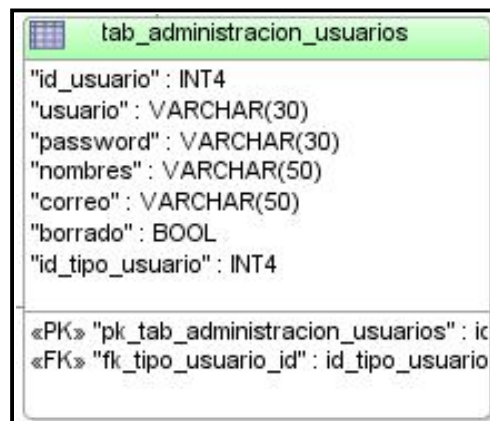 tab_administracion_usuarios
"id_usuario" : INT4
"usuario" : VARCHAR(30)
"password" : VARCHAR(30)
"nombres" : VARCHAR(50)
"correo" : VARCHAR(50)
"borrado" : BOOL
"id_tipo_usuario" : INT4
«PK» "pk_tab_administracion_usuarios" : id
«FK» "fk_tipo_usuario_id" : id_tipo_usuario